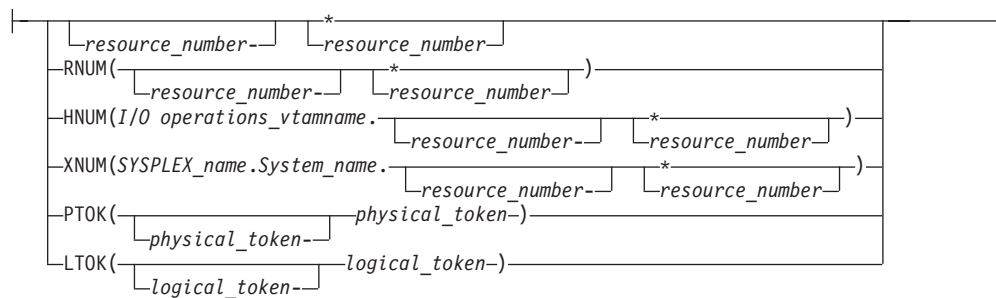 *
resource_number- resource_number
RNUM( * )
resource_number- resource_number
HNUM(I/O operations_vtamname. * )
resource_number- resource_number
XNUM(SYSPLEX_name.System_name. * )
resource_number- resource_number
PTOK( physical_token )
physical_token-
LTOK( logical_token )
logical_token-